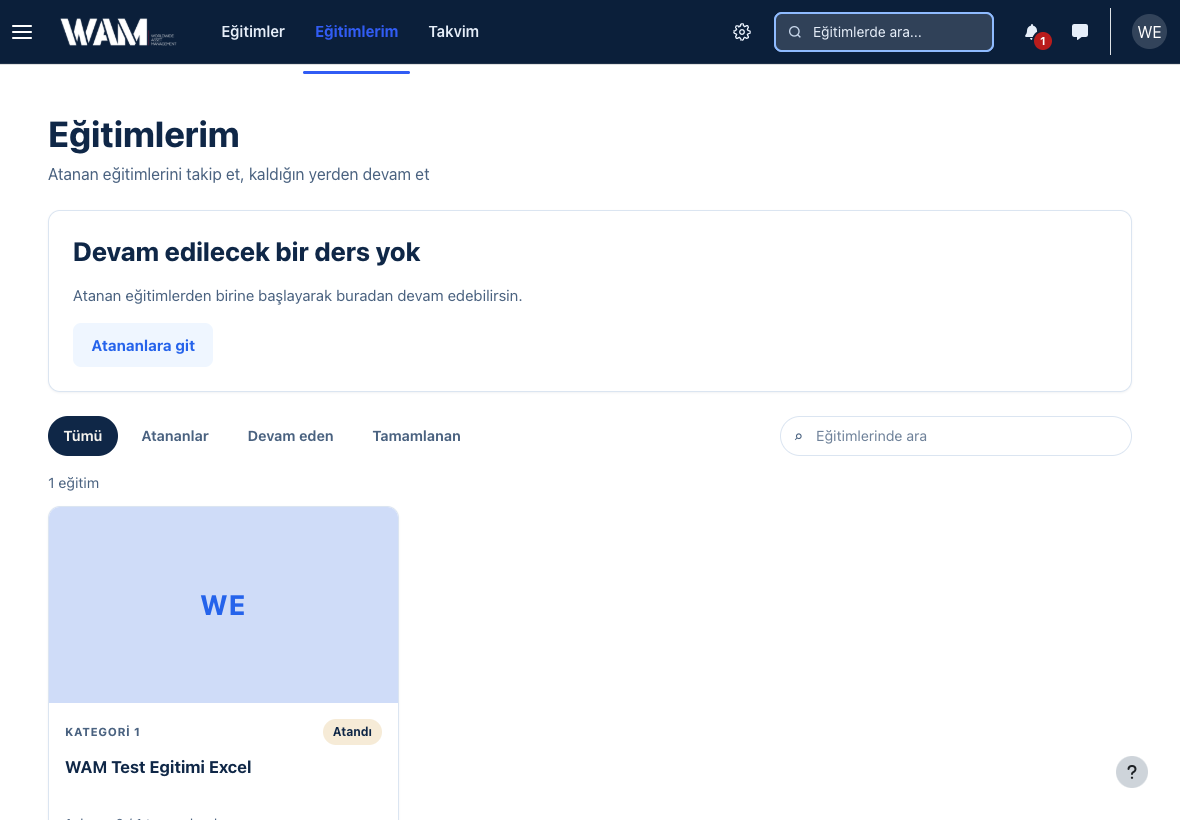 WAM
Eğitimler
Eğitimlerim
Takvim
Eğitimlerde ara...
1
WE
Eğitimlerim
Atanan eğitimlerini takip et, kaldığın yerden devam et
Devam edilecek bir ders yok
Atanan eğitimlerden birine başlayarak buradan devam edebilirsin.
Atananlara git
Tümü
Atananlar
Devam eden
Tamamlanan
Eğitimlerinde ara
1 eğitim
WE
KATEGORİ 1
Atandı
WAM Test Egitimi Excel
?